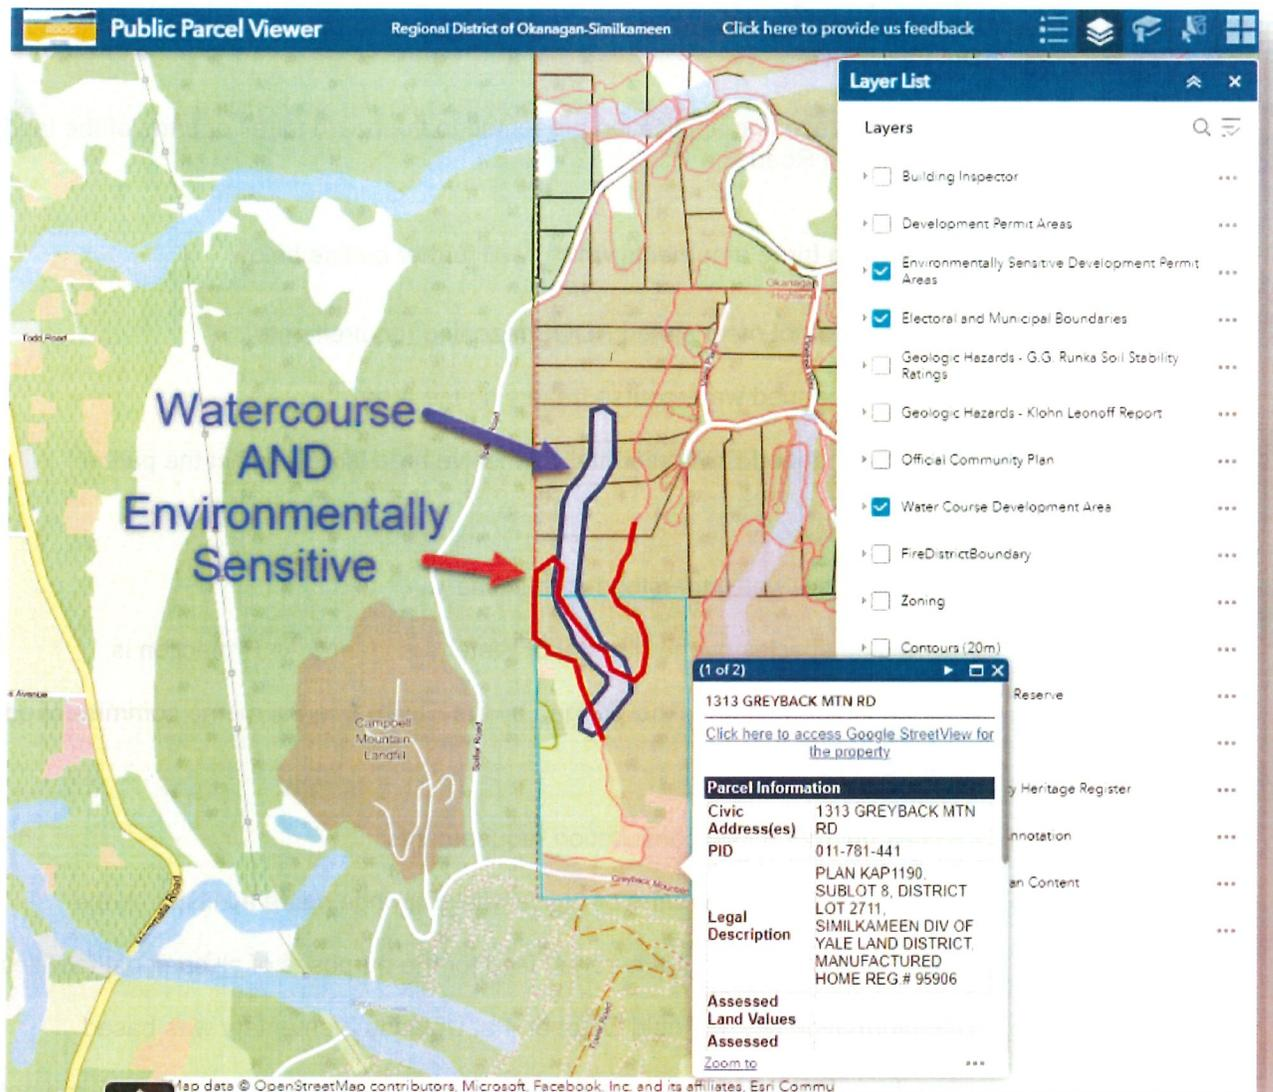 Public Parcel Viewer
Regional District of Okanagan-Similkameen
Click here to provide us feedback
Layer List
Layers
Building Inspector
Development Permit Areas
Environmentally Sensitive Development Permit
Areas
Electoral and Municipal Boundaries
Geologic Hazards - G.G. Runka Soil Stability
Ratings
Geologic Hazards - Klohn Leonoff Report
Official Community Plan
Water Course Development Area
FireDistrictBoundary
Zoning
Contours (20m)
Reserve
y Heritage Register
nnotation
an Content
Okanagan
Highland
Todd Road
Watercourse
AND
Environmentally
Sensitive
s Avenue
Campbell
Mountain
Landfill
Spiller Road
Greyback Mountain
Naramata Road
(1 of 2)
1313 GREYBACK MTN RD
Click here to access Google StreetView for
the property
Parcel Information
Civic
Address(es)
1313 GREYBACK MTN
RD
PID
011-781-441
Legal
Description
PLAN KAP1190,
SUBLOT 8, DISTRICT
LOT 2711,
SIMILKAMEEN DIV OF
YALE LAND DISTRICT,
MANUFACTURED
HOME REG.# 95906
Assessed
Land Values
Assessed
Zoom to
Map data © OpenStreetMap contributors, Microsoft, Facebook, Inc. and its affiliates, Esri Commu